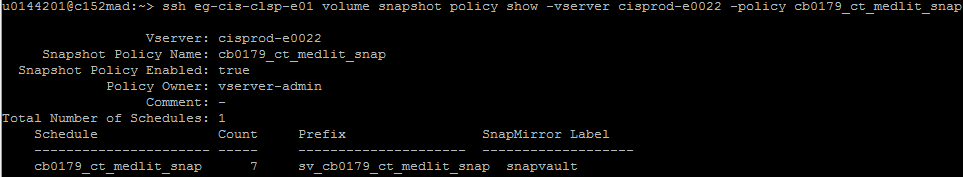 u0144201@c152mad:~> ssh eg-cis-clsp-e01 volume snapshot policy show -vserver cisprod-e0022 -policy cb0179_ct_medlit_snap
Vserver: cisprod-e0022
Snapshot Policy Name: cb0179_ct_medlit_snap
Snapshot Policy Enabled: true
Policy Owner: vserver-admin
Comment: -
Total Number of Schedules: 1
Schedule Count Prefix SnapMirror Label
---------------------- ----- --------------------- -------------------
cb0179_ct_medlit_snap 7 sv_cb0179_ct_medlit_snap snapvault